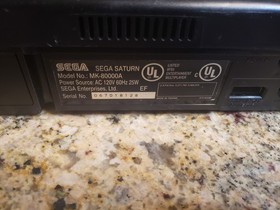 SEGA SEGA SATURN
Model No.: MK-80000A
Power Source: AC 120V 60Hz 25W
SEGA Enterprises, Ltd. EF
Serial No.
UL
LISTED
UL